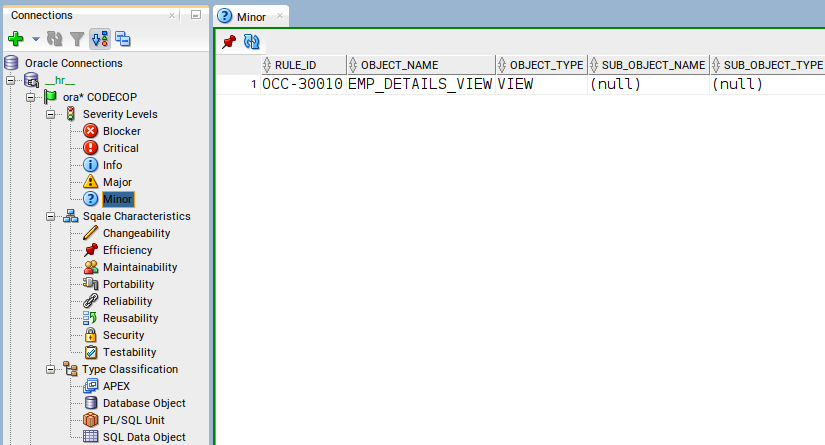 Connections
Oracle Connections
__hr__
ora* CODECOP
Severity Levels
Blocker
Critical
Info
Major
Minor
Sqale Characteristics
Changeability
Efficiency
Maintainability
Portability
Reliability
Reusability
Security
Testability
Type Classification
APEX
Database Object
PL/SQL Unit
SQL Data Object
Minor
RULE_ID OBJECT_NAME OBJECT_TYPE SUB_OBJECT_NAME SUB_OBJECT_TYPE
1 OCC-30010 EMP_DETAILS_VIEW VIEW (null) (null)